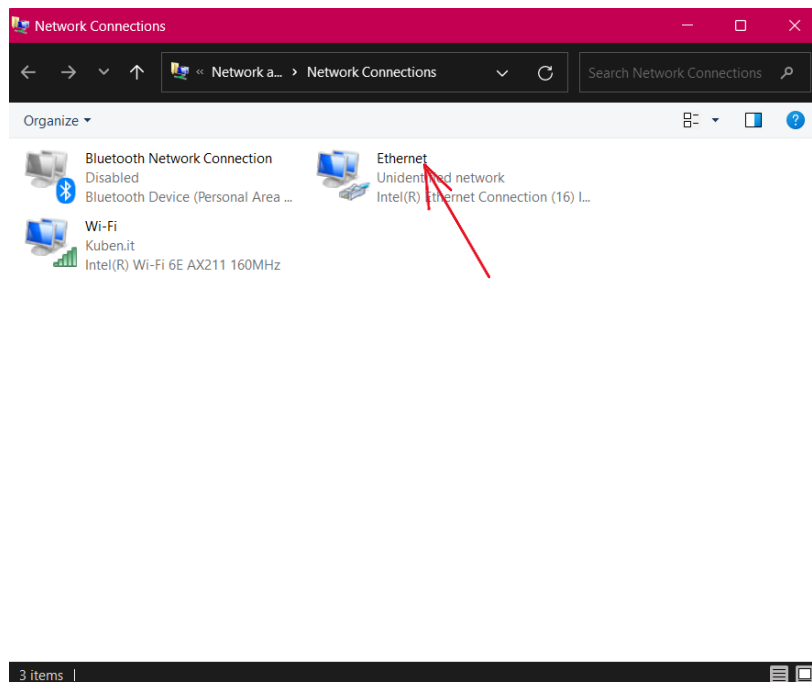 Network Connections
« Network a... › Network Connections
Search Network Connections
Organize
Bluetooth Network Connection
Disabled
Bluetooth Device (Personal Area ...
Ethernet
Unidentified network
Intel(R) Ethernet Connection (16) I...
Wi-Fi
Kuben.it
Intel(R) Wi-Fi 6E AX211 160MHz
3 items